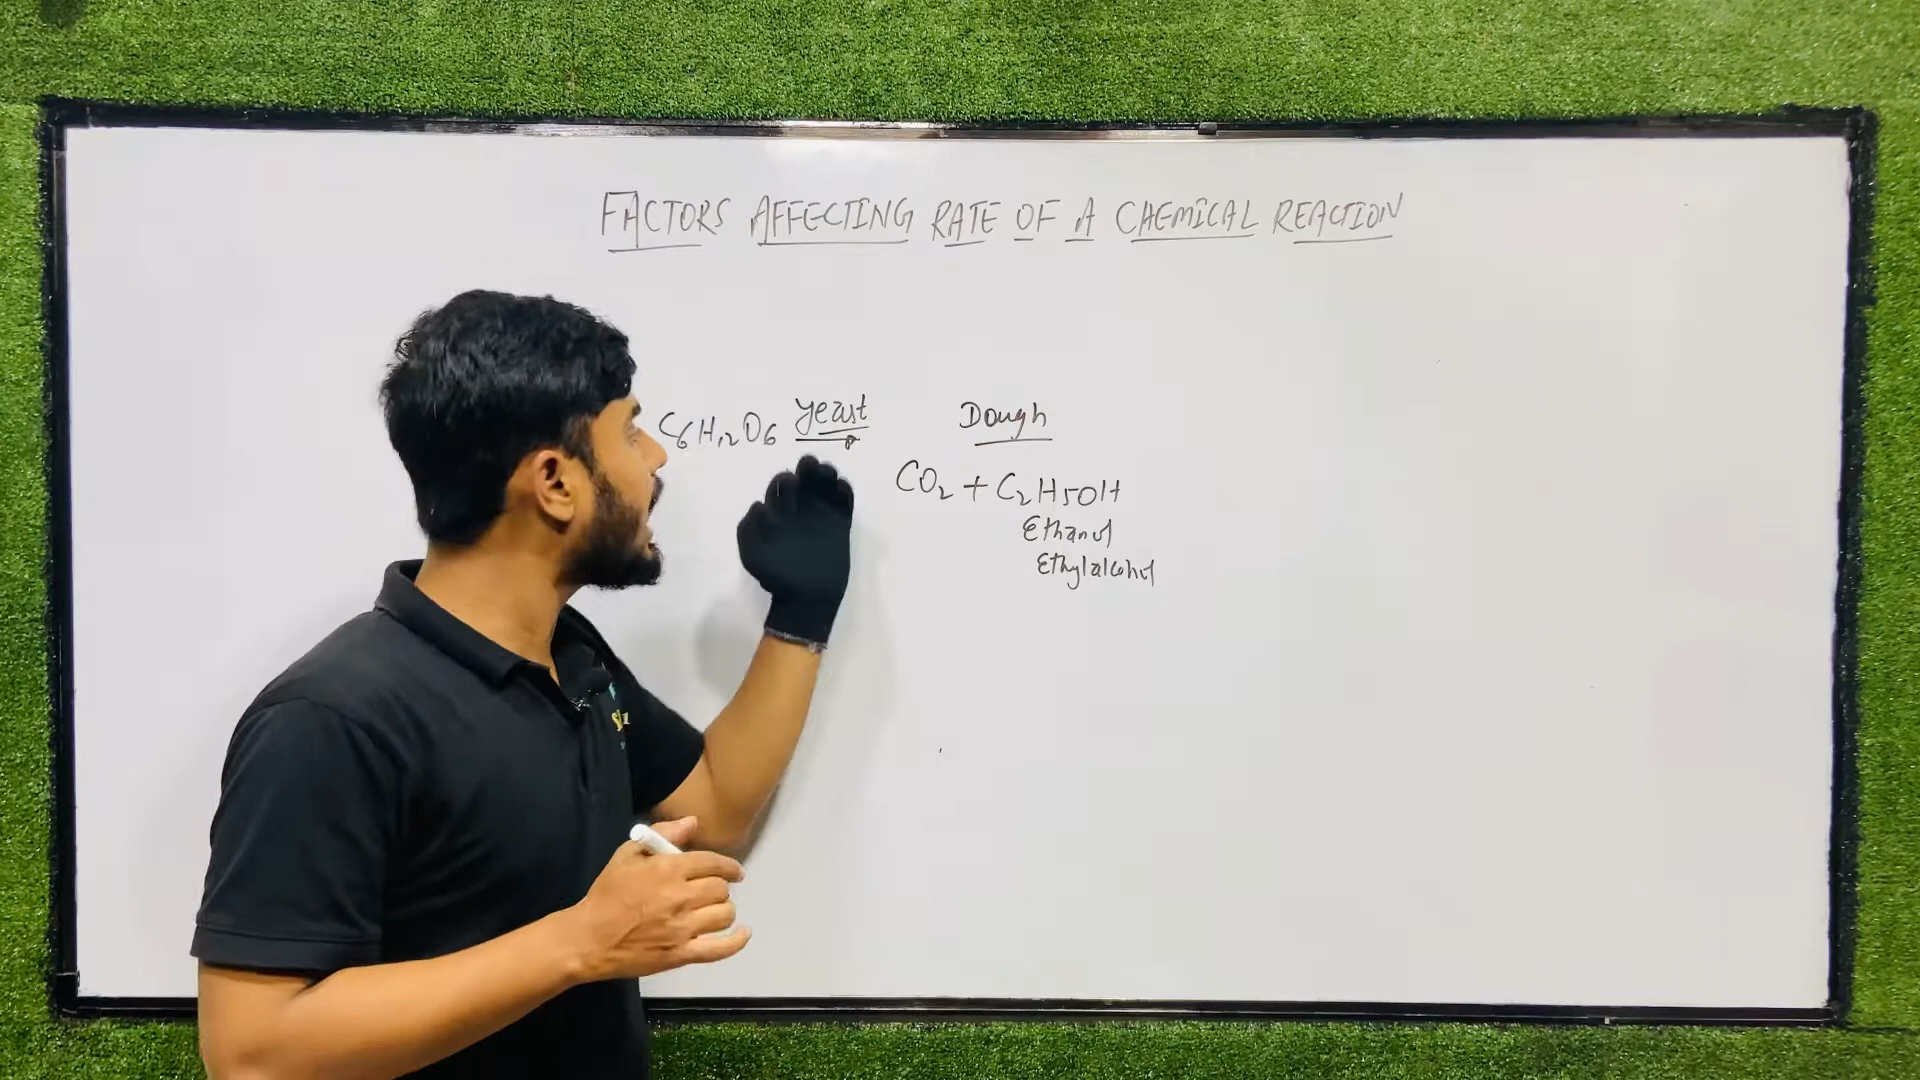 FACTORS AFFECTING RATE OF A CHEMICAL REACTION
C6H12O6 yeast
Dough
CO2 + C2H5OH
Ethanol
Ethylalcohol